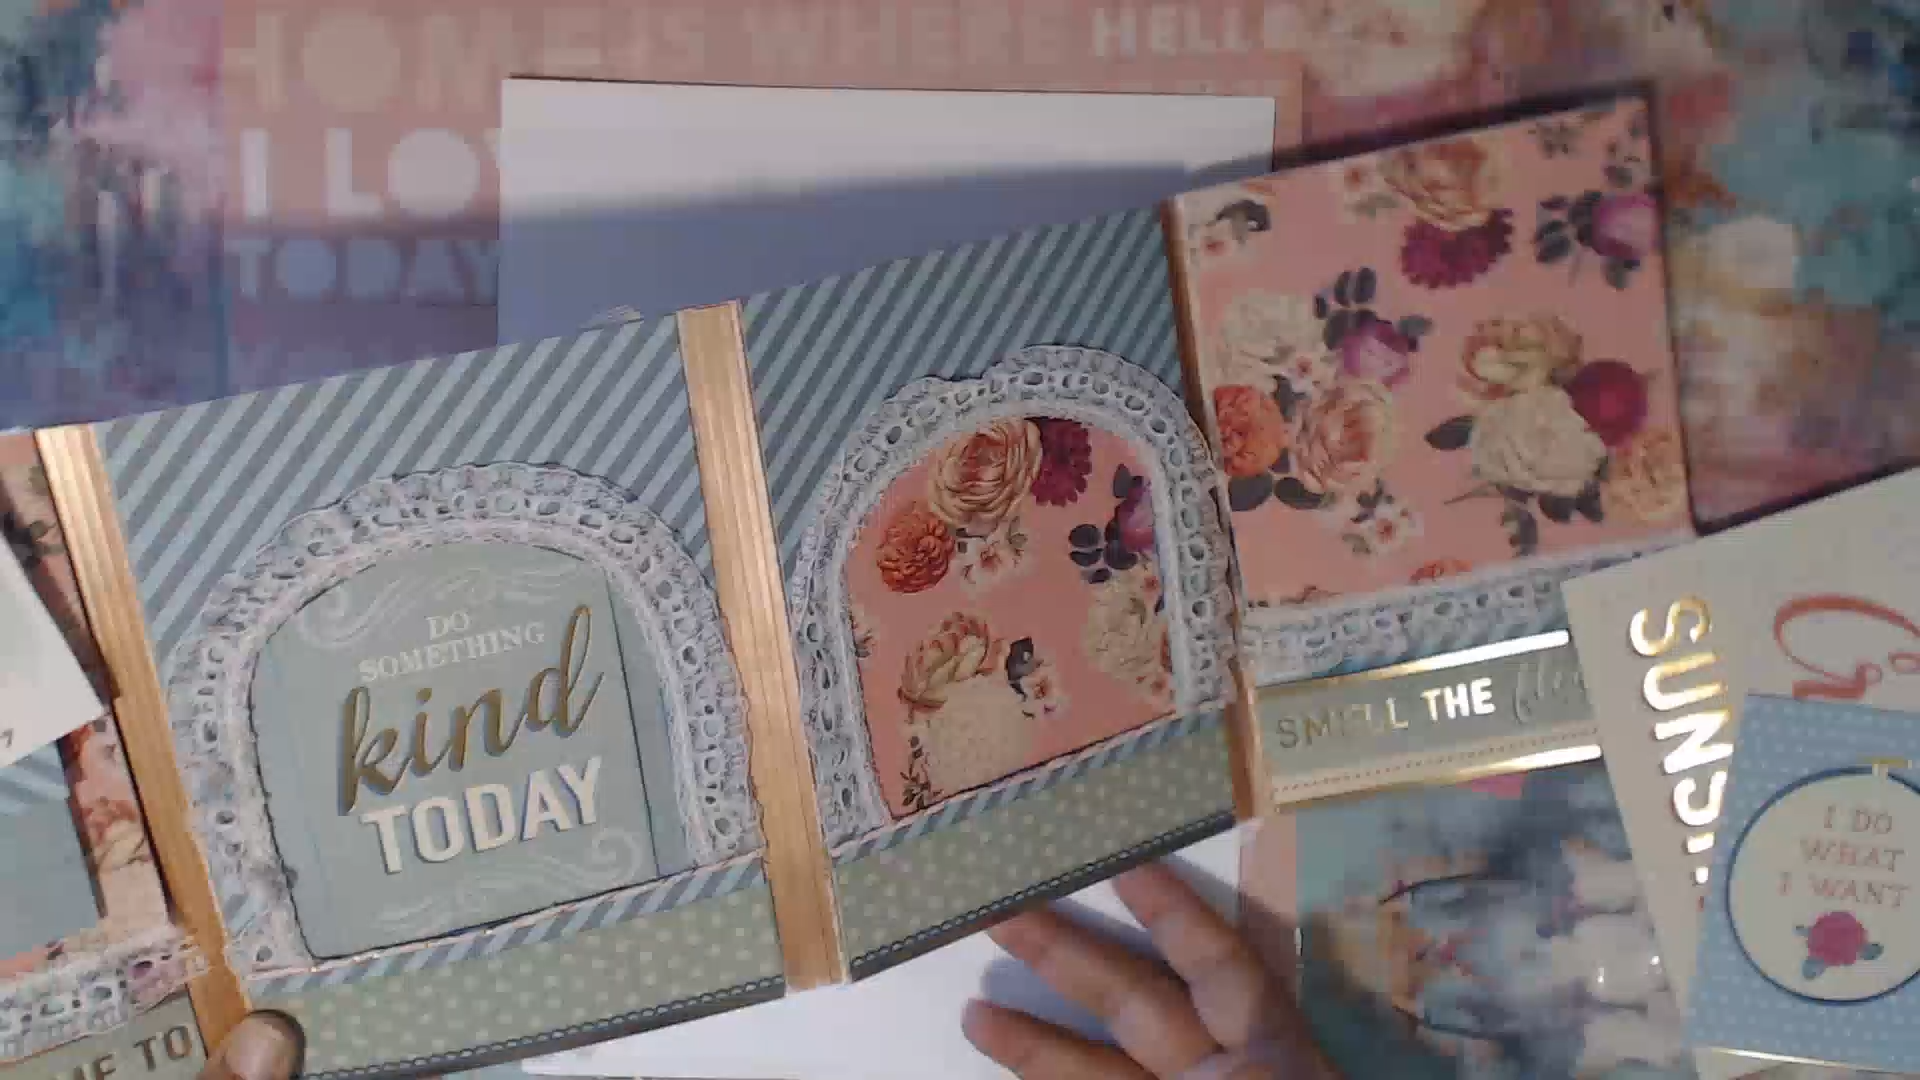 HOME IS WHERE HELLO
I LO
TODAY
DO
SOMETHING
kind
TODAY
SMELL THE
SUNS
I DO
WHAT
I WANT
ME TO